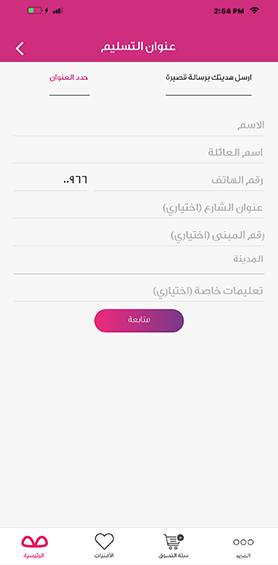 2:54 PM
عنوان التسليم
ارسل هديتك برسالة قصيرة
حدد العنوان
الاسم
اسم العائلة
رقم الهاتف
٠٠٩٦٦
عنوان الشارع (اختياري)
رقم المبنى (اختياري)
المدينة
تعليمات خاصة (اختياري)
متابعة
المزيد
سلة التسوق
الأمنيات
الرئيسية